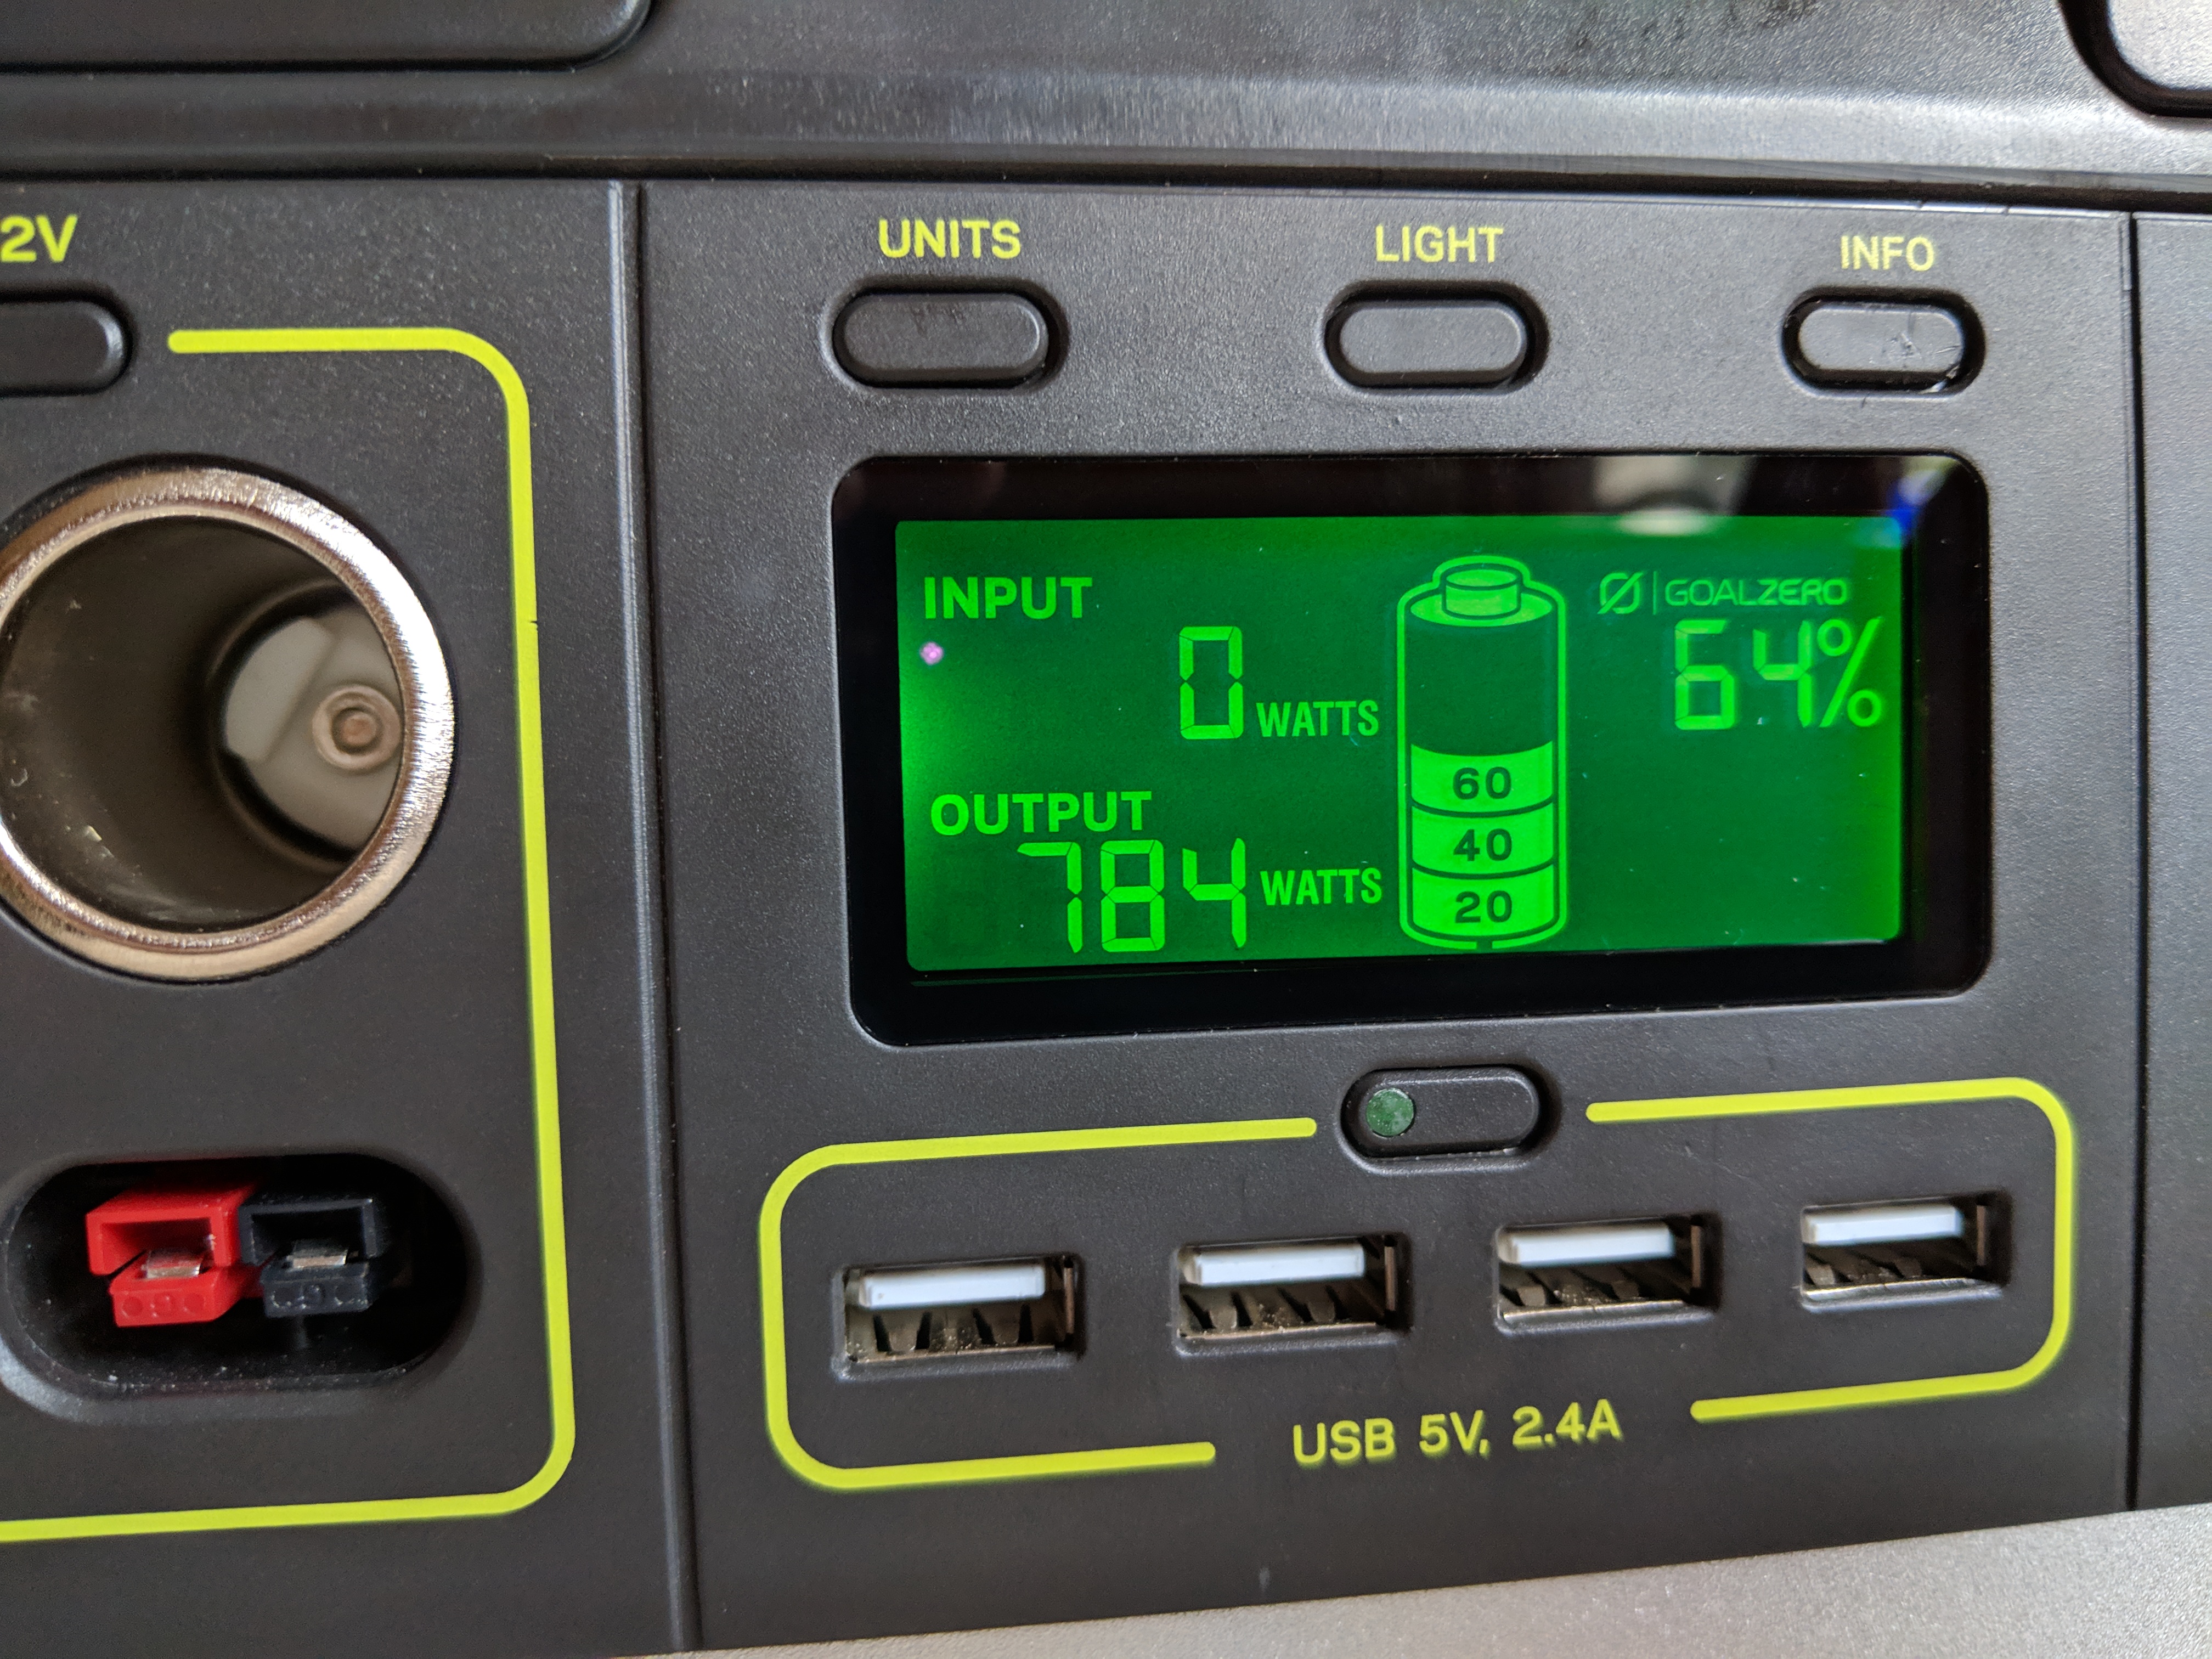 2V
UNITS
LIGHT
INFO
INPUT
0 WATTS
GOALZERO
64%
OUTPUT
784 WATTS
60
40
20
USB 5V, 2.4A